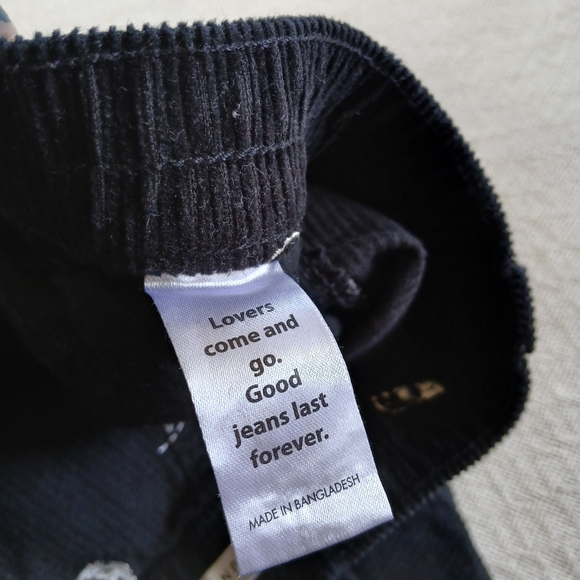 Lovers
come and
go.
Good
jeans last
forever.
MADE IN BANGLADESH